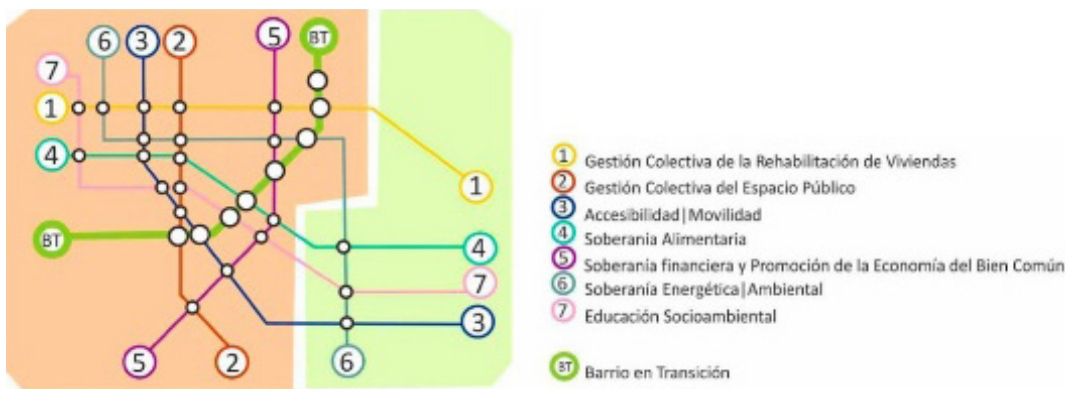 6 3 2 5 BT
7
1
4
1
BT
4
7
3
5 2 6
1 Gestión Colectiva de la Rehabilitación de Viviendas
2 Gestión Colectiva del Espacio Público
3 Accesibilidad|Movilidad
4 Soberania Alimentaria
5 Soberanía financiera y Promoción de la Economía del Bien Común
6 Soberanía Energética|Ambiental
7 Educación Socioambiental
BT Barrio en Transición